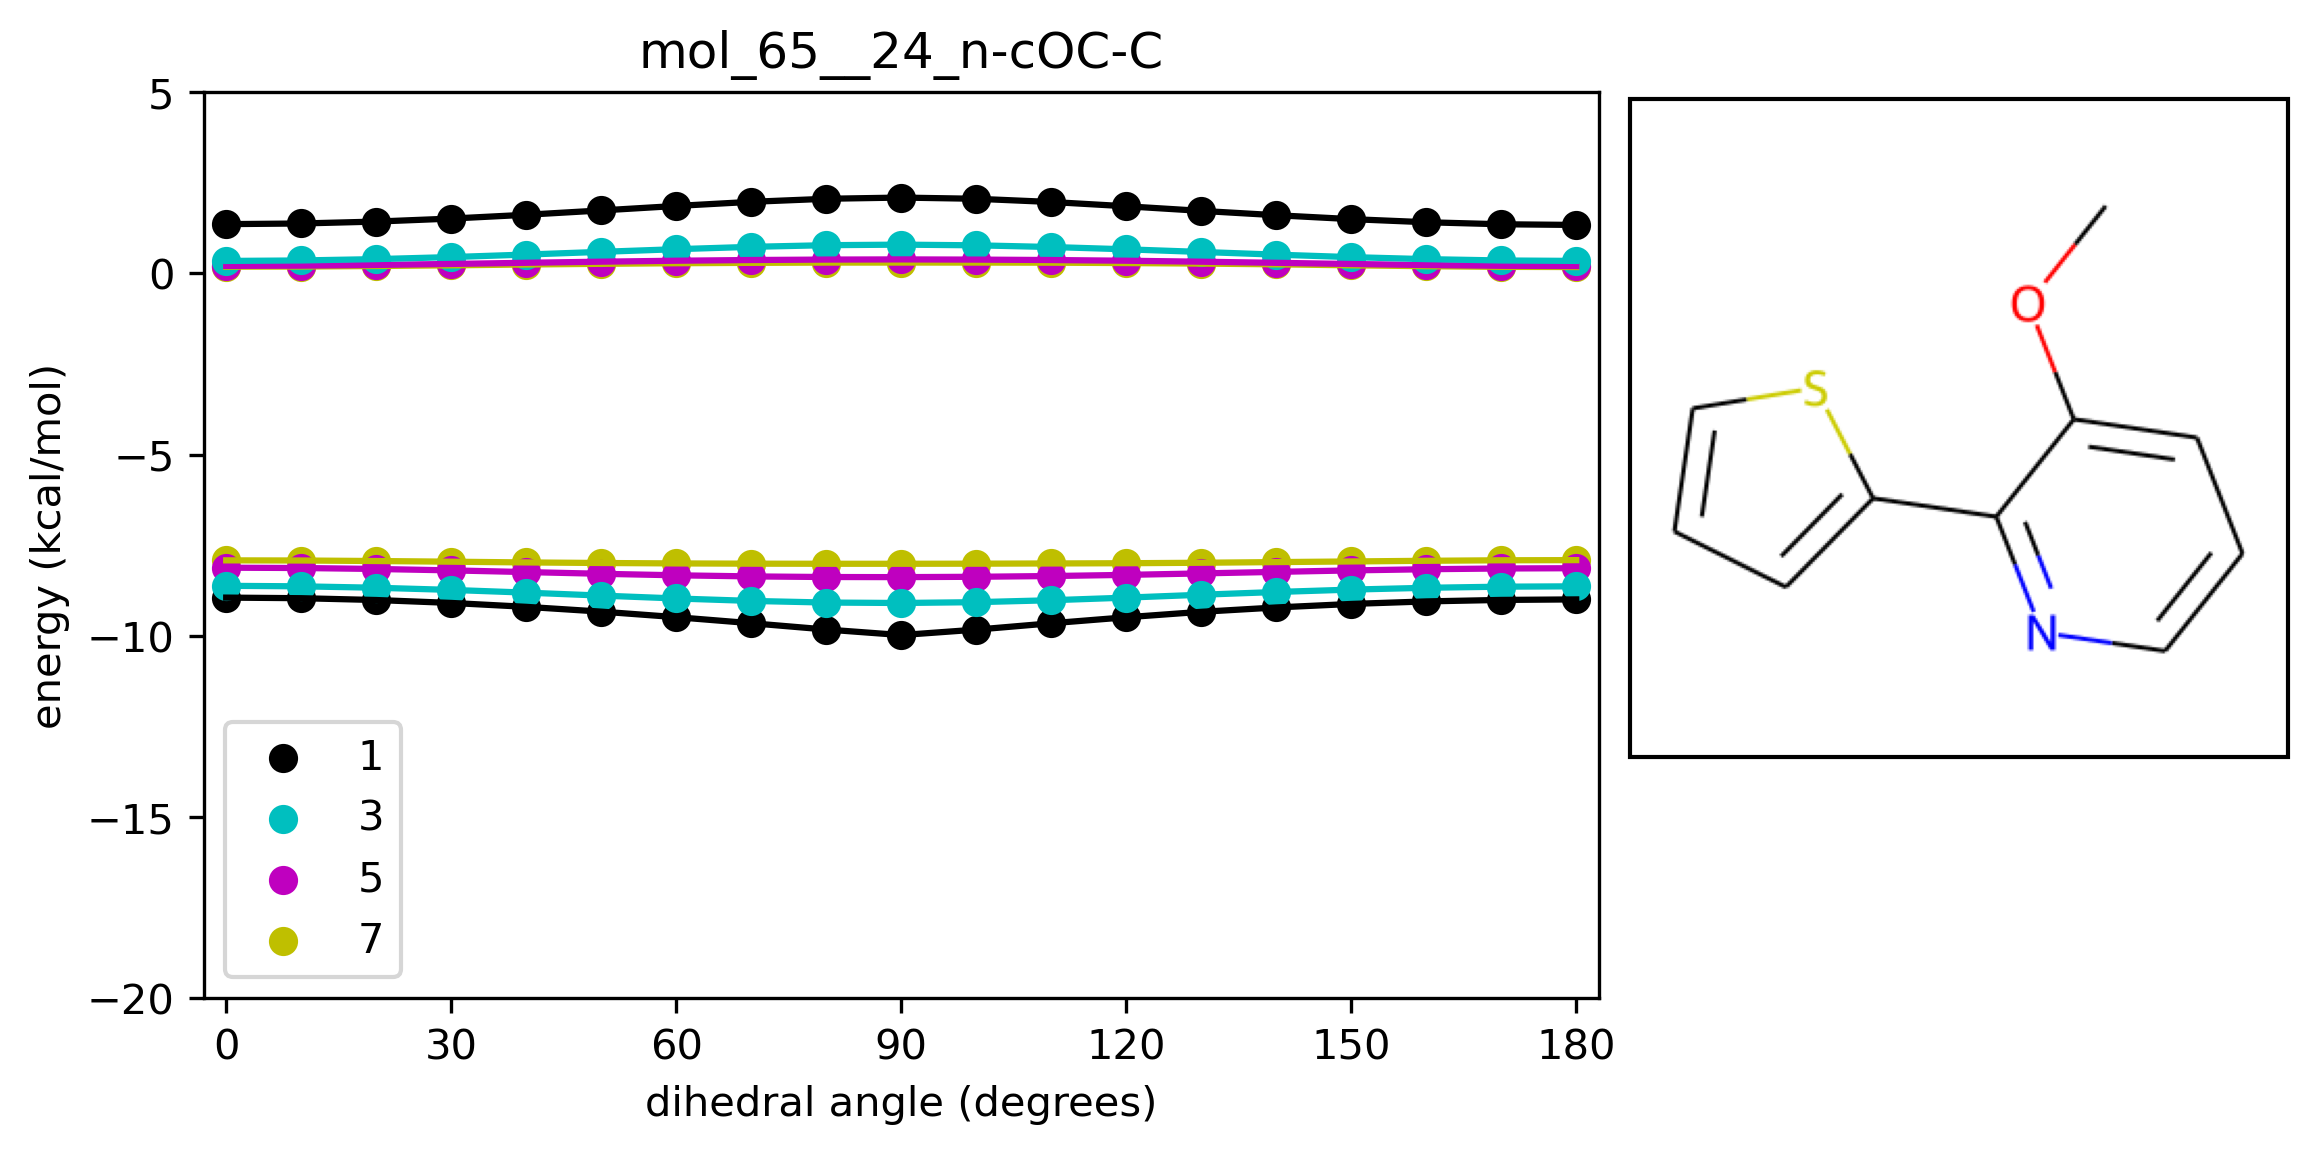 mol_65__24_n-cOC-C
energy (kcal/mol)
5
0
−5
−10
−15
−20
1
3
5
7
0 30 60 90 120 150 180
dihedral angle (degrees)
O
S
N